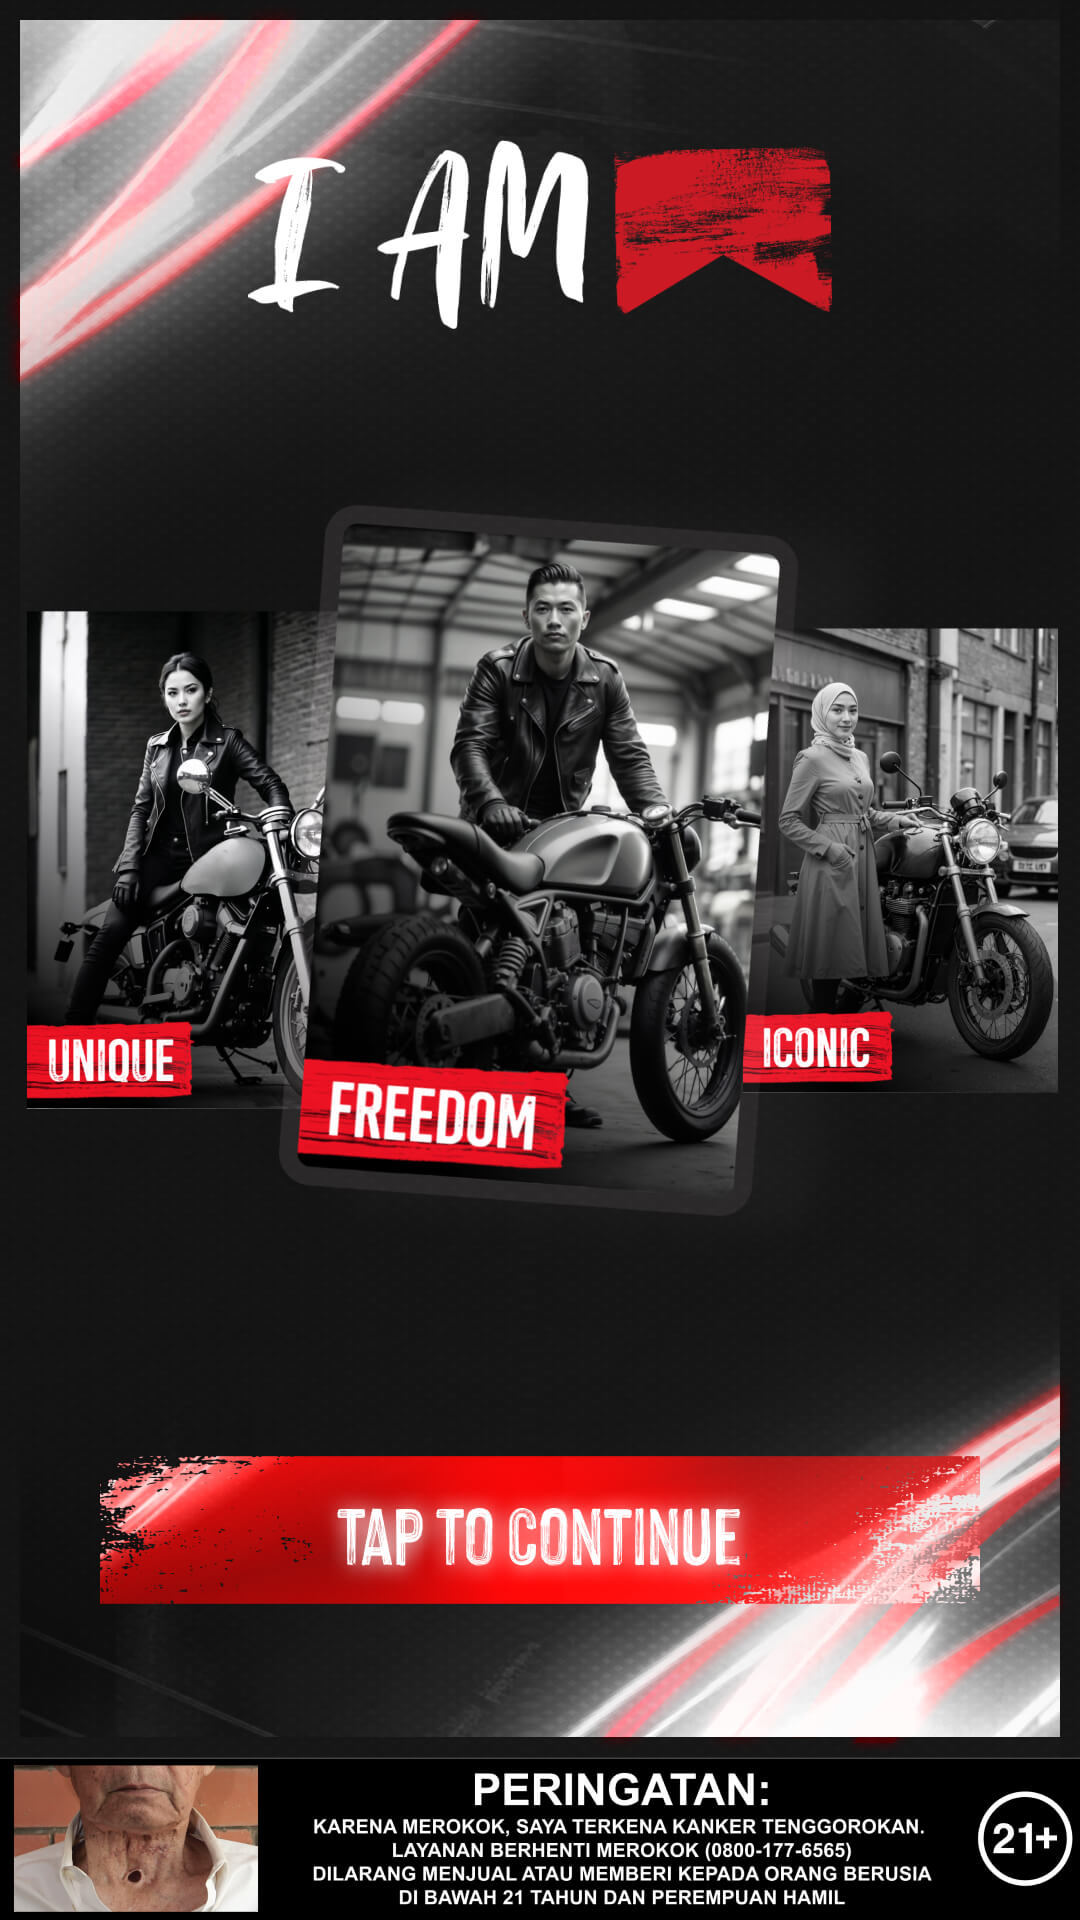 I AM
UNIQUE
FREEDOM
ICONIC
TAP TO CONTINUE
PERINGATAN:
KARENA MEROKOK, SAYA TERKENA KANKER TENGGOROKAN.
LAYANAN BERHENTI MEROKOK (0800-177-6565)
DILARANG MENJUAL ATAU MEMBERI KEPADA ORANG BERUSIA
DI BAWAH 21 TAHUN DAN PEREMPUAN HAMIL
21+